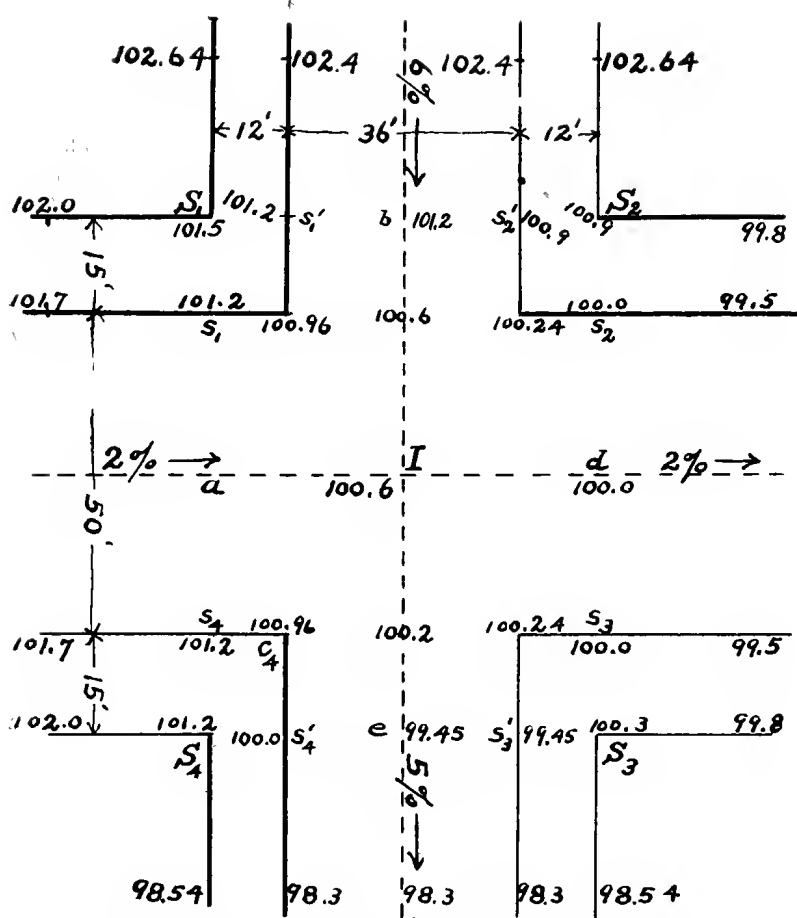 102.64 102.4 6% 102.4 102.64
12' 36' 12'
102.0 S1 101.2 s1' b 101.2 s2' 100.9 100.9 S2
101.5 99.8
15'
101.7 101.2 100.0 99.5
s1 100.96 100.6 100.24 s2
2% I d 2%
a 100.6 100.0
50'
s4 100.96 100.2 100.24 s3
101.7 101.2 C4 100.0 99.5
15'
102.0 101.2 100.0 s4' e 99.45 s3' 99.45 100.3 99.8
S4 S3
5%
98.54 98.3 98.3 98.3 98.54